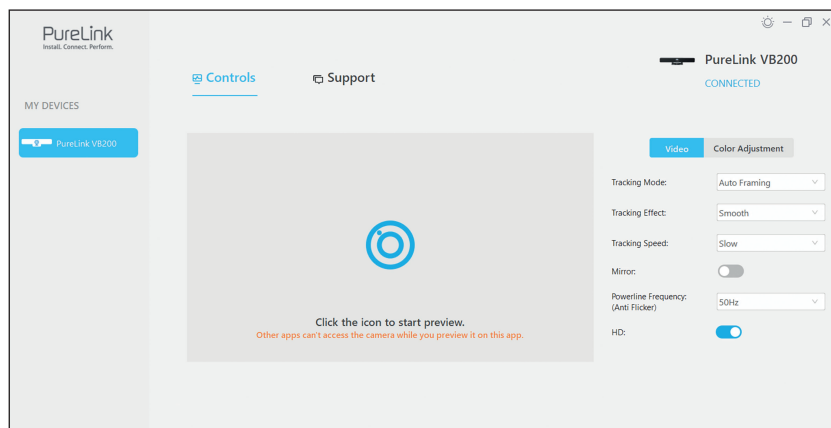 PureLink
Install. Connect. Perform.
MY DEVICES
PureLink VB200
Controls
Support
PureLink VB200
CONNECTED
Click the icon to start preview.
Other apps can't access the camera while you preview it on this app.
Video
Color Adjustment
Tracking Mode:
Auto Framing
Tracking Effect:
Smooth
Tracking Speed:
Slow
Mirror:
Powerline Frequency:
(Anti Flicker)
50Hz
HD: